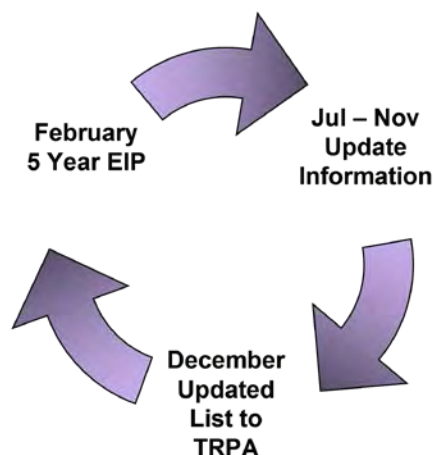 February
5 Year EIP
Jul – Nov
Update
Information
December
Updated
List to
TRPA